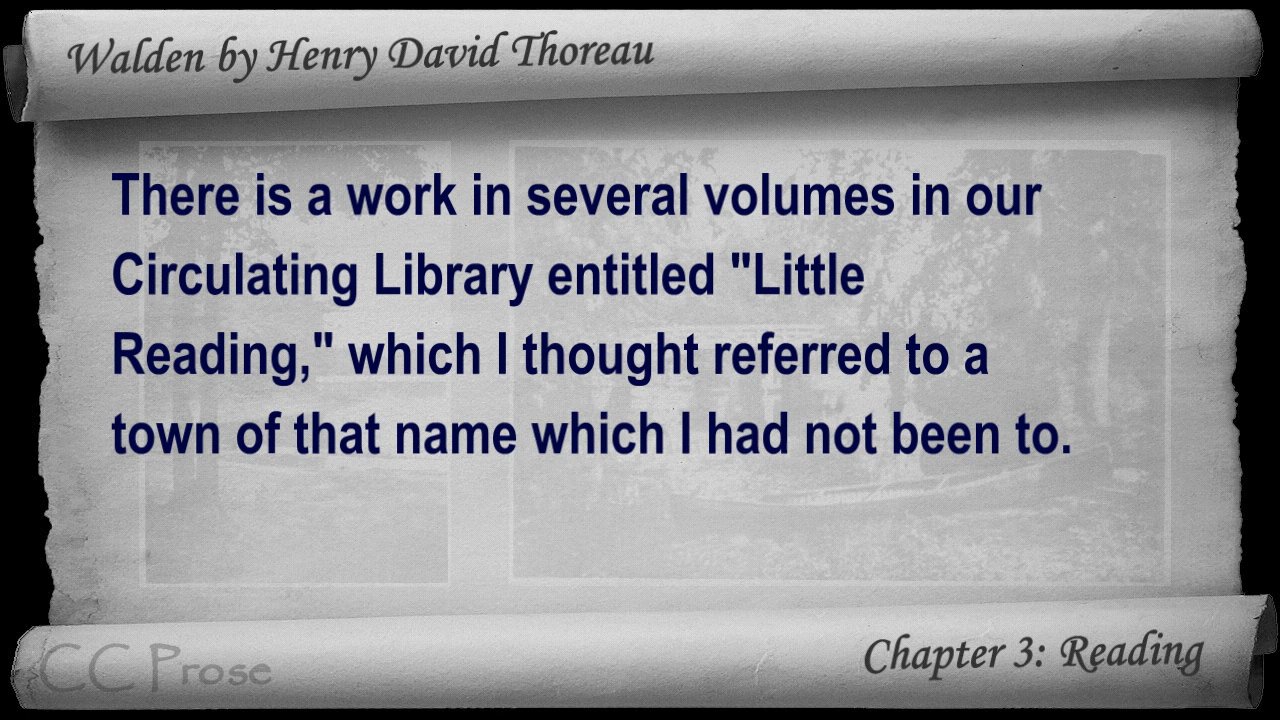 Walden by Henry David Thoreau
There is a work in several volumes in our
Circulating Library entitled "Little
Reading," which I thought referred to a
town of that name which I had not been to.
CC Prose
Chapter 3: Reading